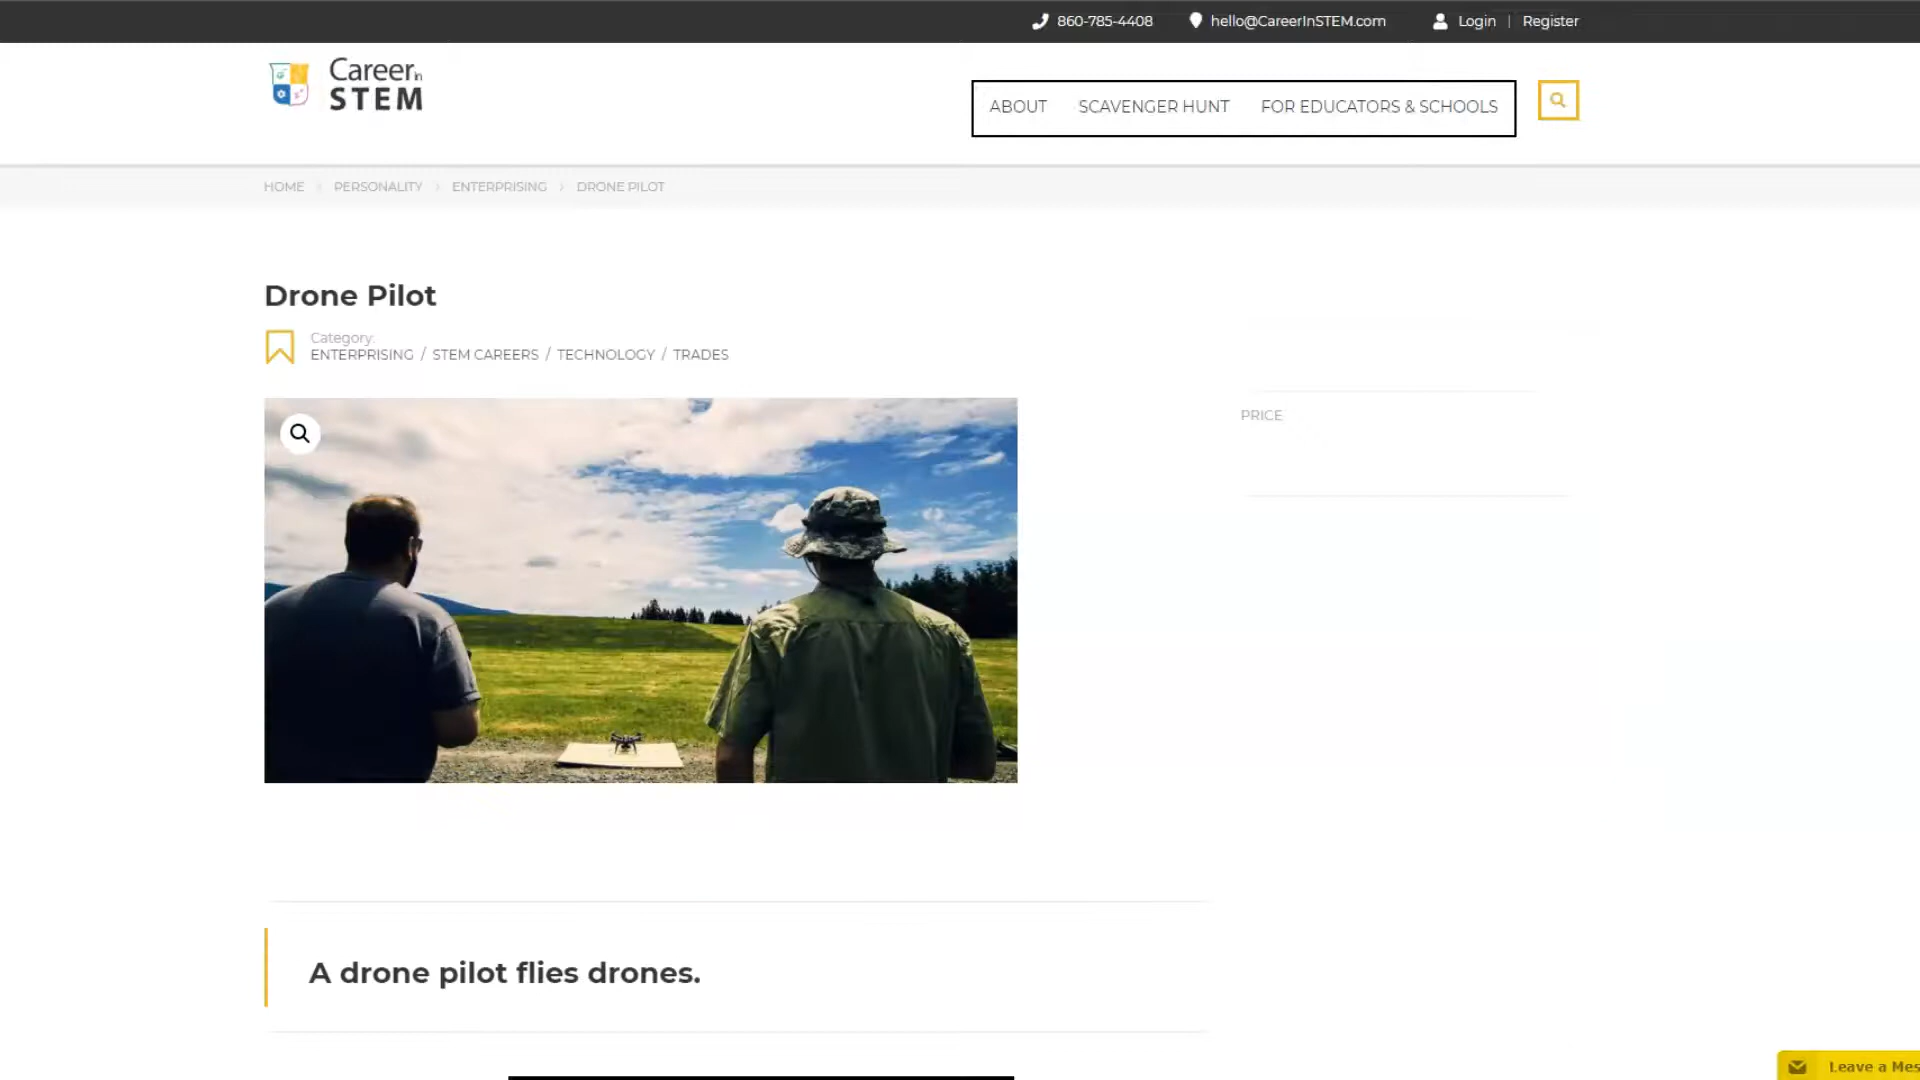 860-785-4408 hello@CareerInSTEM.com Login | Register
Career in
STEM
ABOUT SCAVENGER HUNT FOR EDUCATORS & SCHOOLS
HOME > PERSONALITY > ENTERPRISING > DRONE PILOT
Drone Pilot
Category:
ENTERPRISING / STEM CAREERS / TECHNOLOGY / TRADES
PRICE
A drone pilot flies drones.
Leave a Mes